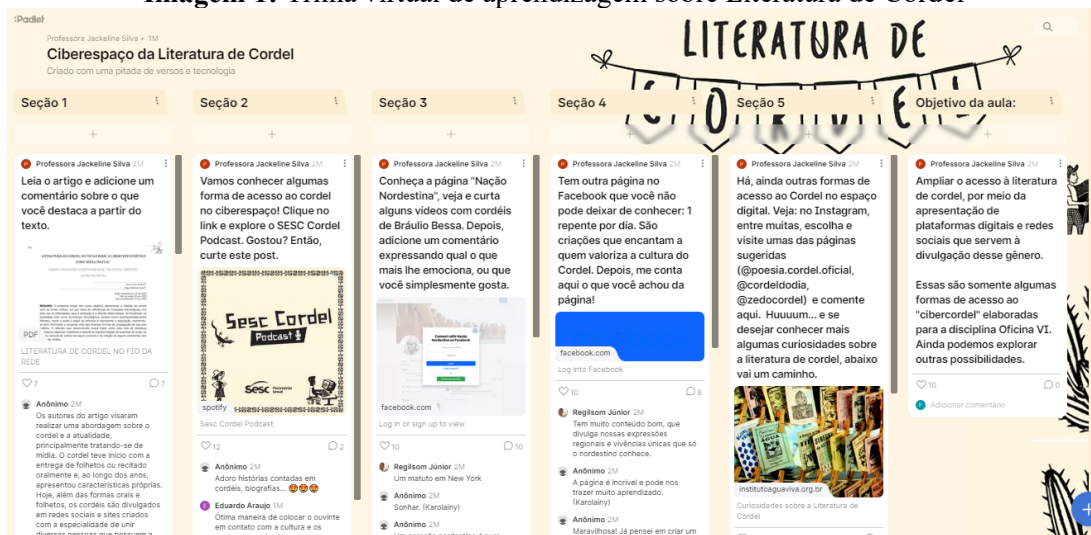 Imagem 1: Trilha virtual de aprendizagem sobre Literatura de Cordel
:Padlet
Professora Jackeline Silva • 1M
Ciberespaço da Literatura de Cordel
Criado com uma pitada de versos e tecnologia
LITERATURA DE
CORDEL
Seção 1
Professora Jackeline Silva 2M
Leia o artigo e adicione um
comentário sobre o que
você destaca a partir do
texto.
PDF
LITERATURA DE CORDEL NO FIO DA
REDE
7
7
Anônimo 2M
Os autores do artigo visaram
realizar uma abordagem sobre o
cordel e a atualidade,
principalmente tratando-se de
mídia. O cordel teve início com a
entrega de folhetos ou recitado
oralmente e, ao longo dos anos,
apresentou características próprias.
Hoje, além das formas orais e
folhetos, os cordéis são divulgados
em redes sociais e sites criados
com a especialidade de unir
diversas pessoas que possuem a
Seção 2
Professora Jackeline Silva 2M
Vamos conhecer algumas
forma de acesso ao cordel
no ciberespaço! Clique no
link e explore o SESC Cordel
Podcast. Gostou? Então,
curte este post.
Sesc Cordel
Podcast
Sesc
spotify
Sesc Cordel Podcast
12
2
Anônimo 2M
Adoro histórias contadas em
cordéis, biografias... 😍😍😍
Eduardo Araujo 1M
Ótima maneira de colocar o ouvinte
em contato com a cultura e os
Seção 3
Professora Jackeline Silva 2M
Conheça a página "Nação
Nordestina", veja e curta
alguns vídeos com cordéis
de Bráulio Bessa. Depois,
adicione um comentário
expressando qual o que
mais lhe emociona, ou que
você simplesmente gosta.
Connect with Nação
Nordestina on Facebook
facebook.com
Log in or sign up to view
10
10
Regilsom Júnior 2M
Um matuto em New York
Anônimo 2M
Sonhar. (Karolainy)
Anônimo 2M
Seção 4
Professora Jackeline Silva 2M
Tem outra página no
Facebook que você não
pode deixar de conhecer: 1
repente por dia. São
criações que encantam a
quem valoriza a cultura do
Cordel. Depois, me conta
aqui o que você achou da
página!
facebook.com
Log into Facebook
10
8
Regilsom Júnior 2M
Tem muito conteúdo bom, que
divulga nossas expressões
regionais e vivências únicas que só
o nordestino conhece.
Anônimo 2M
A página é incrível e pode nos
trazer muito aprendizado.
(Karolainy)
Anônimo 2M
Maravilhosa! Já pensei em criar um
Seção 5
Professora Jackeline Silva 2M
Há, ainda outras formas de
acesso ao Cordel no espaço
digital. Veja: no Instagram,
entre muitas, escolha e
visite umas das páginas
sugeridas
(@poesia.cordel.oficial,
@cordeldodia,
@zedocordel) e comente
aqui. Huuuum... e se
desejar conhecer mais
algumas curiosidades sobre
a literatura de cordel, abaixo
vai um caminho.
institutoaguaviva.org.br
Curiosidades sobre a Literatura de
Cordel
Objetivo da aula:
Professora Jackeline Silva 2M
Ampliar o acesso à literatura
de cordel, por meio da
apresentação de
plataformas digitais e redes
sociais que servem à
divulgação desse gênero.
Essas são somente algumas
formas de acesso ao
"cibercordel" elaboradas
para a disciplina Oficina VI.
Ainda podemos explorar
outras possibilidades.
10
0
Adicionar comentário